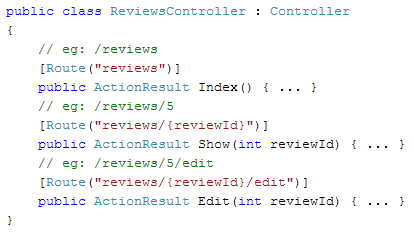 public class ReviewsController : Controller
{
    // eg: /reviews
    [Route("reviews")]
    public ActionResult Index() { ... }
    // eg: /reviews/5
    [Route("reviews/{reviewId}")]
    public ActionResult Show(int reviewId) { ... }
    // eg: /reviews/5/edit
    [Route("reviews/{reviewId}/edit")]
    public ActionResult Edit(int reviewId) { ... }
}